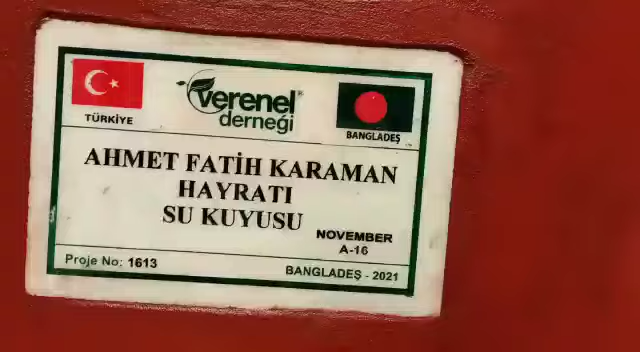 TÜRKİYE
verenel®
derneği
BANGLADEŞ
AHMET FATİH KARAMAN
HAYRATI
SU KUYUSU
NOVEMBER
A-16
Proje No: 1613
BANGLADEŞ - 2021